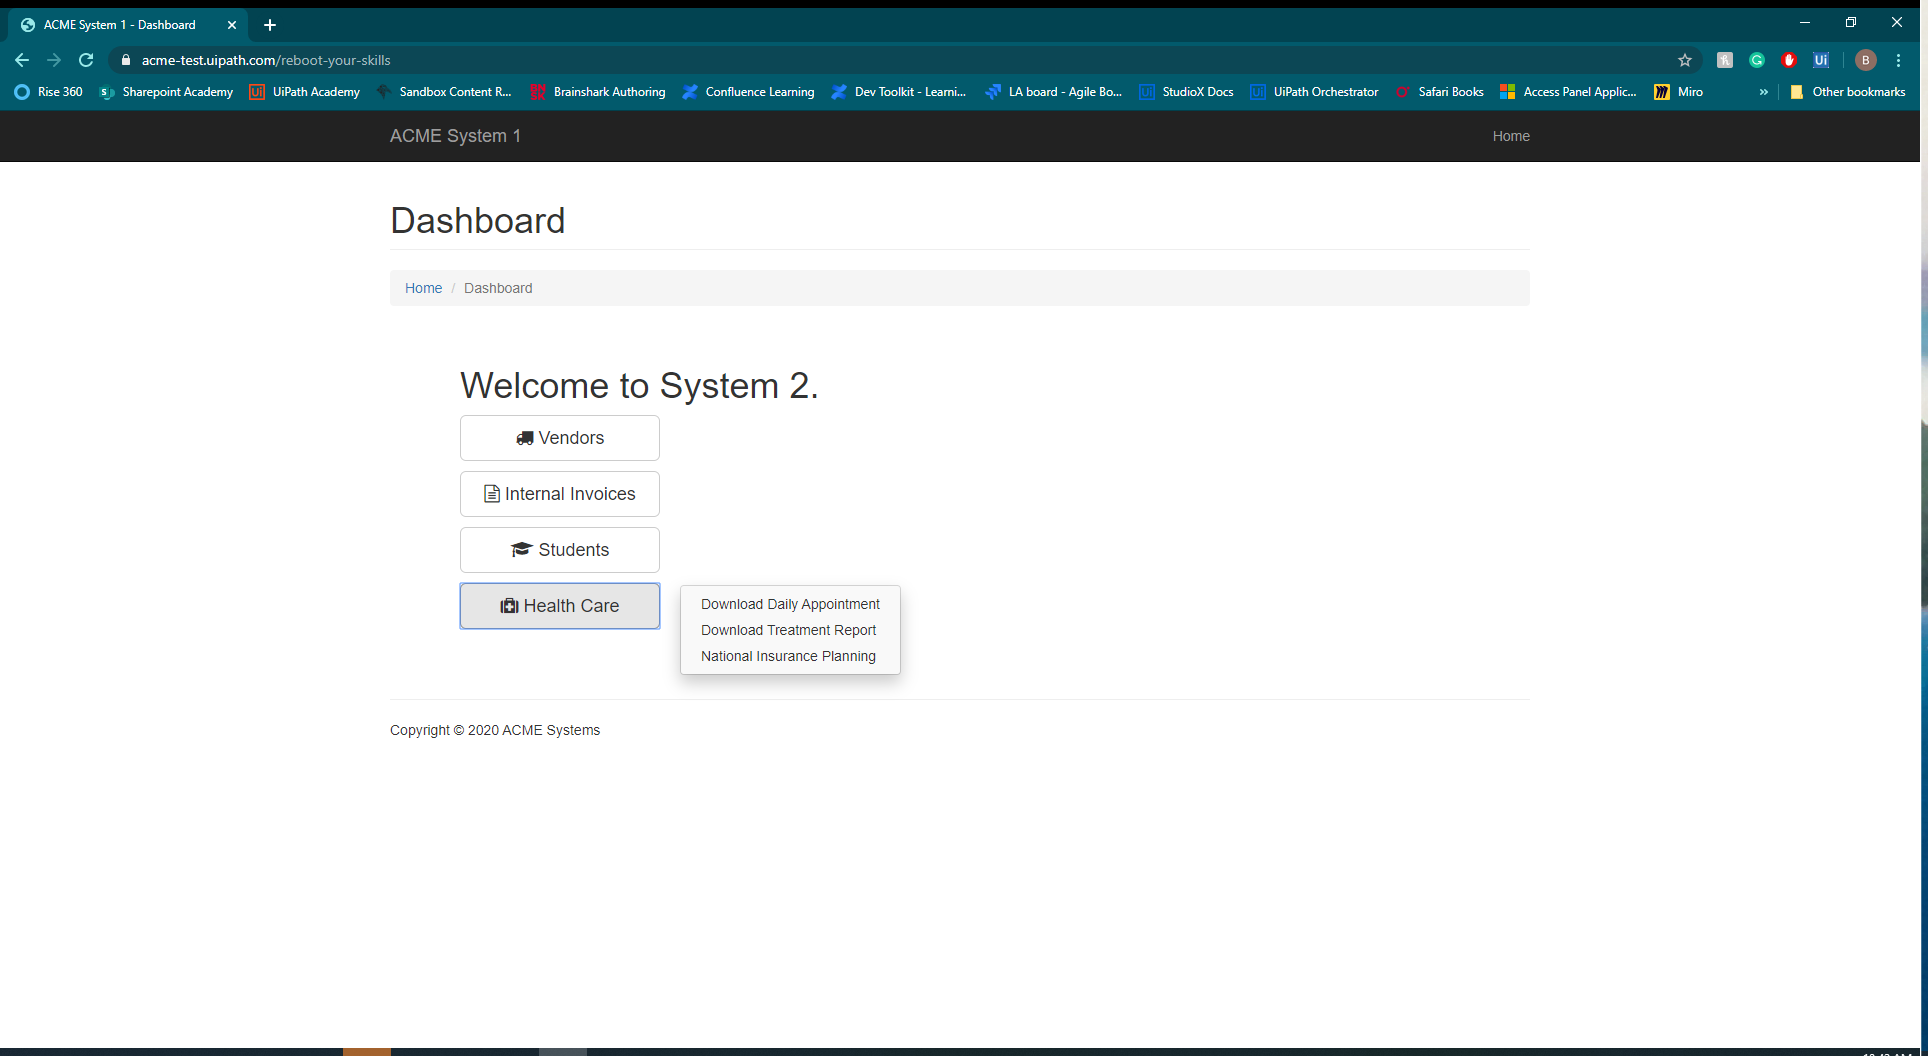 ACME System 1 - Dashboard
acme-test.uipath.com/reboot-your-skills
G Ui B
Rise 360 Sharepoint Academy UiPath Academy Sandbox Content R... Brainshark Authoring Confluence Learning Dev Toolkit - Learni... LA board - Agile Bo... StudioX Docs UiPath Orchestrator Safari Books Access Panel Applic... Miro » Other bookmarks
ACME System 1 Home
Dashboard
Home / Dashboard
Welcome to System 2.
Vendors
Internal Invoices
Students
Health Care
Download Daily Appointment
Download Treatment Report
National Insurance Planning
Copyright © 2020 ACME Systems